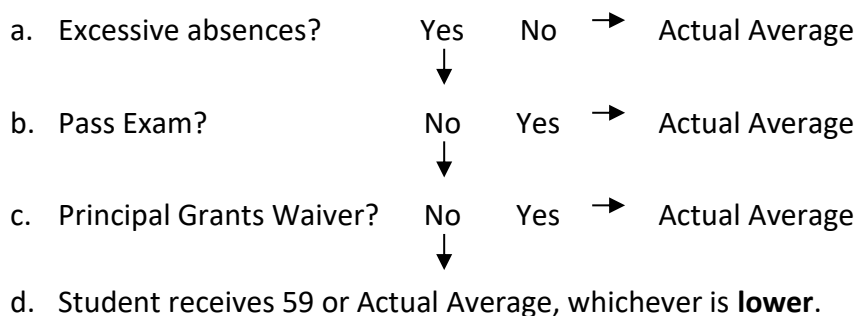 a. Excessive absences? Yes No → Actual Average
b. Pass Exam? No Yes → Actual Average
c. Principal Grants Waiver? No Yes → Actual Average
d. Student receives 59 or Actual Average, whichever is lower.